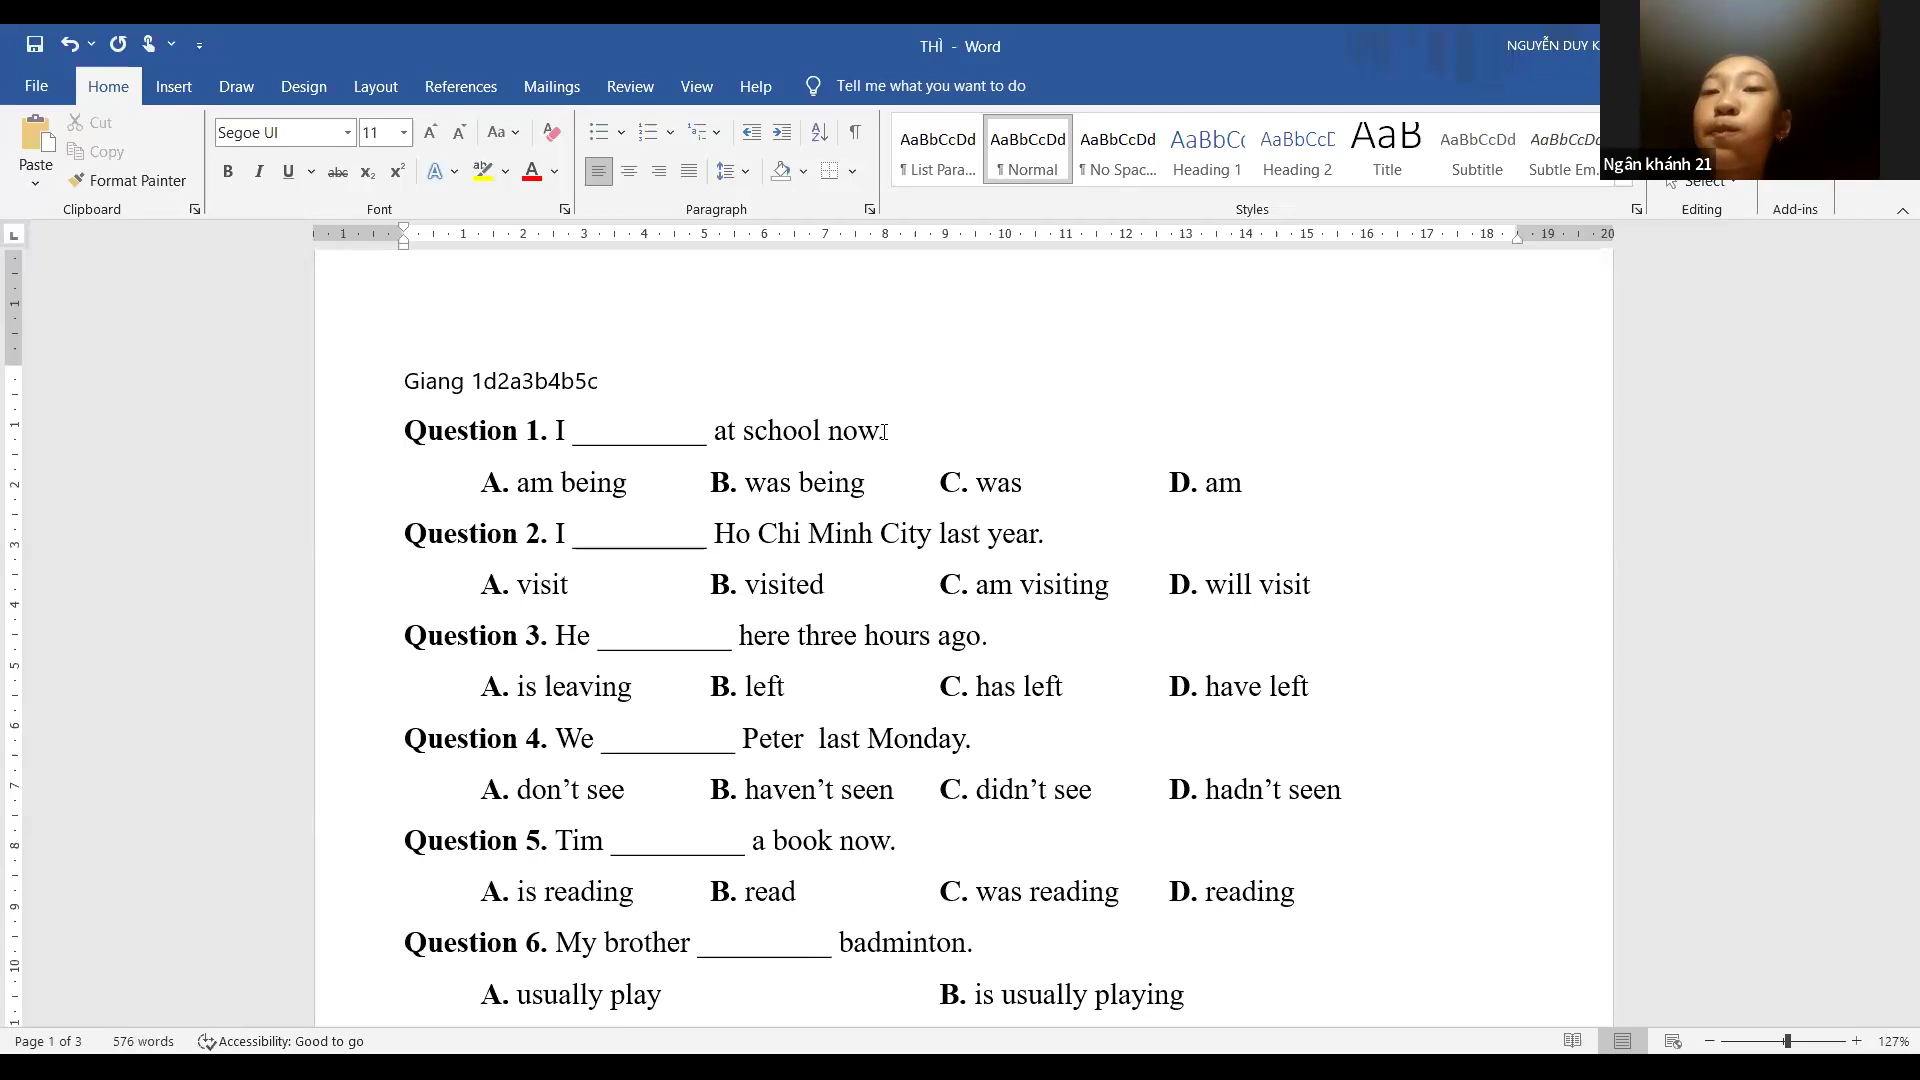 THÌ - Word
NGUYỄN DUY K
File Home Insert Draw Design Layout References Mailings Review View Help Tell me what you want to do
Paste
Cut
Copy
Format Painter
Clipboard
Segoe UI 11
Font
Paragraph
AaBbCcDd ¶ List Para...
AaBbCcDd ¶ Normal
AaBbCcDd ¶ No Spac...
AaBbCc Heading 1
AaBbCcE Heading 2
AaB Title
AaBbCcDd Subtitle
AaBbCcDc Subtle Em...
Styles
Select
Editing
Add-ins
Ngân khánh 21
Giang 1d2a3b4b5c
Question 1. I _________ at school now.
A. am being B. was being C. was D. am
Question 2. I _________ Ho Chi Minh City last year.
A. visit B. visited C. am visiting D. will visit
Question 3. He _________ here three hours ago.
A. is leaving B. left C. has left D. have left
Question 4. We _________ Peter last Monday.
A. don’t see B. haven’t seen C. didn’t see D. hadn’t seen
Question 5. Tim _________ a book now.
A. is reading B. read C. was reading D. reading
Question 6. My brother _________ badminton.
A. usually play B. is usually playing
Page 1 of 3 576 words Accessibility: Good to go 127%